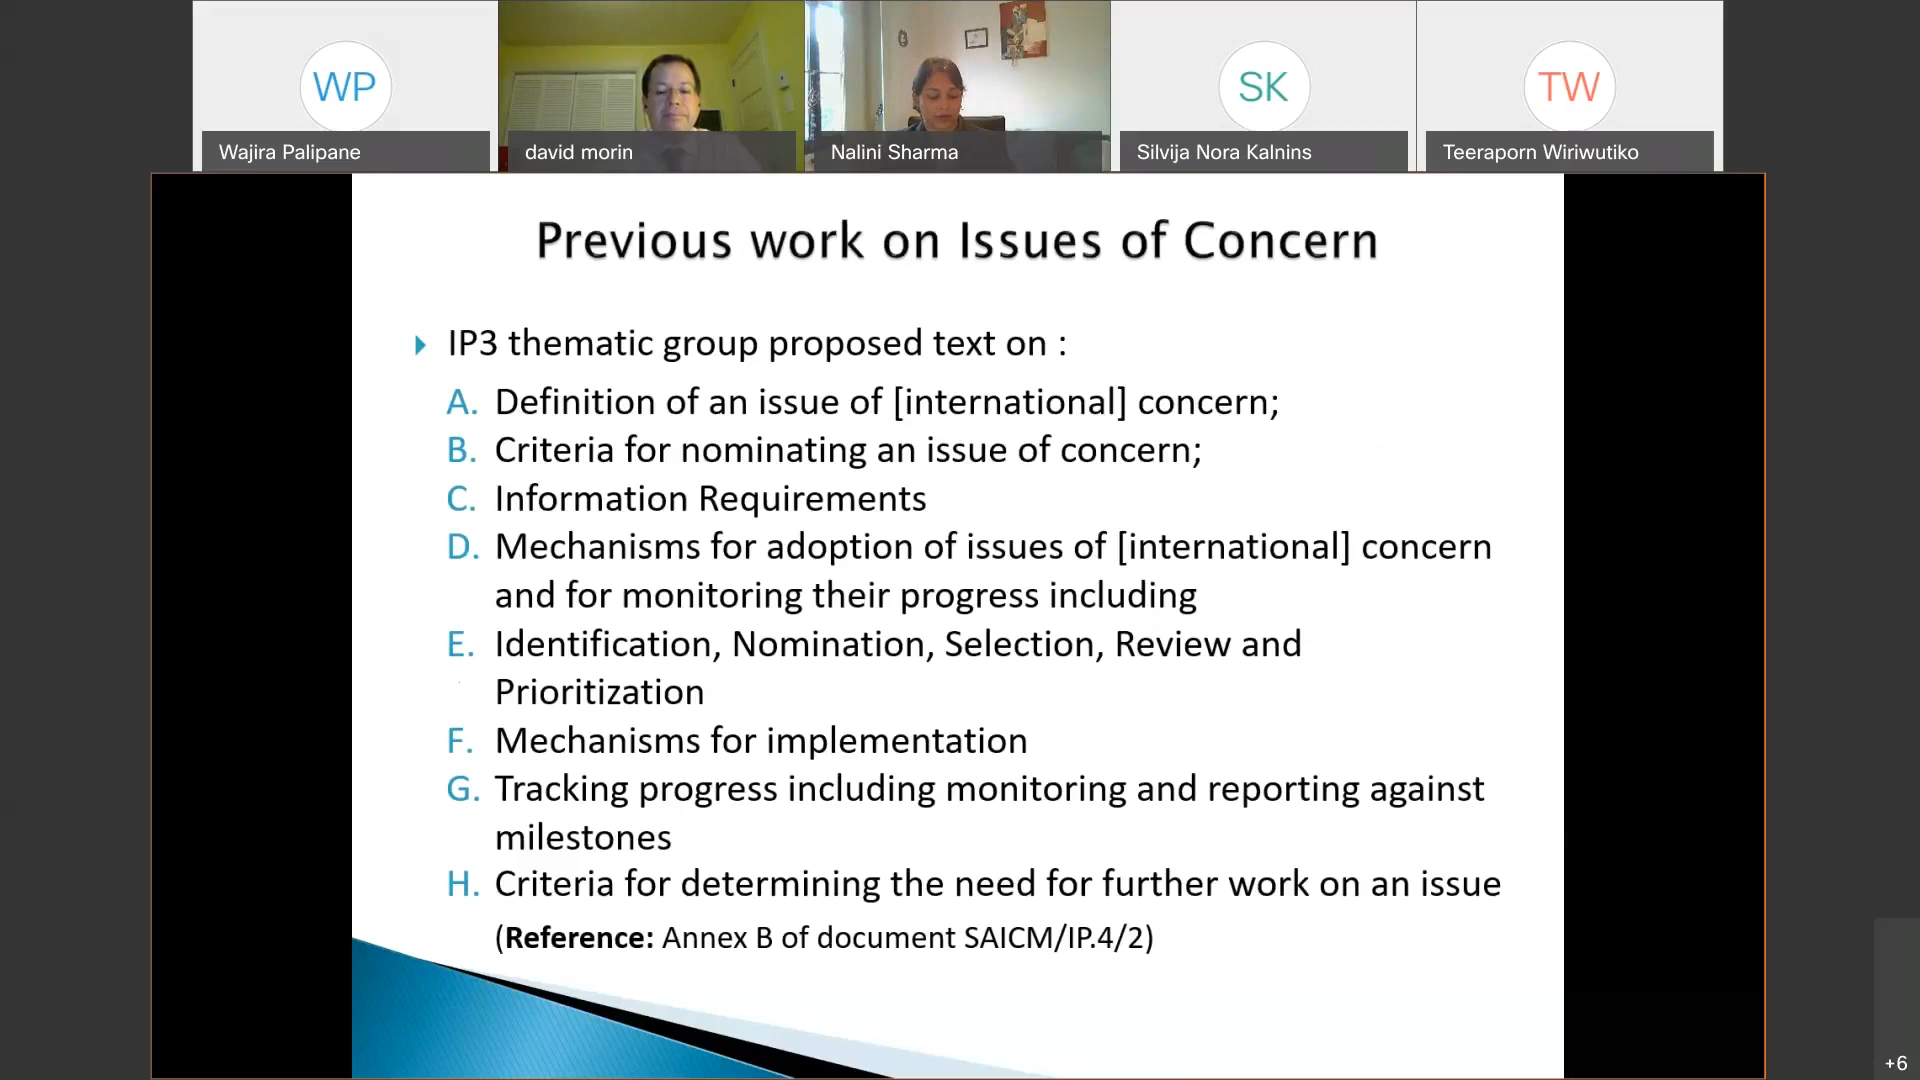 WP
SK
TW
Wajira Palipane
david morin
Nalini Sharma
Silvija Nora Kalnins
Teeraporn Wiriwutiko
Previous work on Issues of Concern
IP3 thematic group proposed text on :
A. Definition of an issue of [international] concern;
B. Criteria for nominating an issue of concern;
C. Information Requirements
D. Mechanisms for adoption of issues of [international] concern
and for monitoring their progress including
E. Identification, Nomination, Selection, Review and
Prioritization
F. Mechanisms for implementation
G. Tracking progress including monitoring and reporting against
milestones
H. Criteria for determining the need for further work on an issue
(Reference: Annex B of document SAICM/IP.4/2)
+6